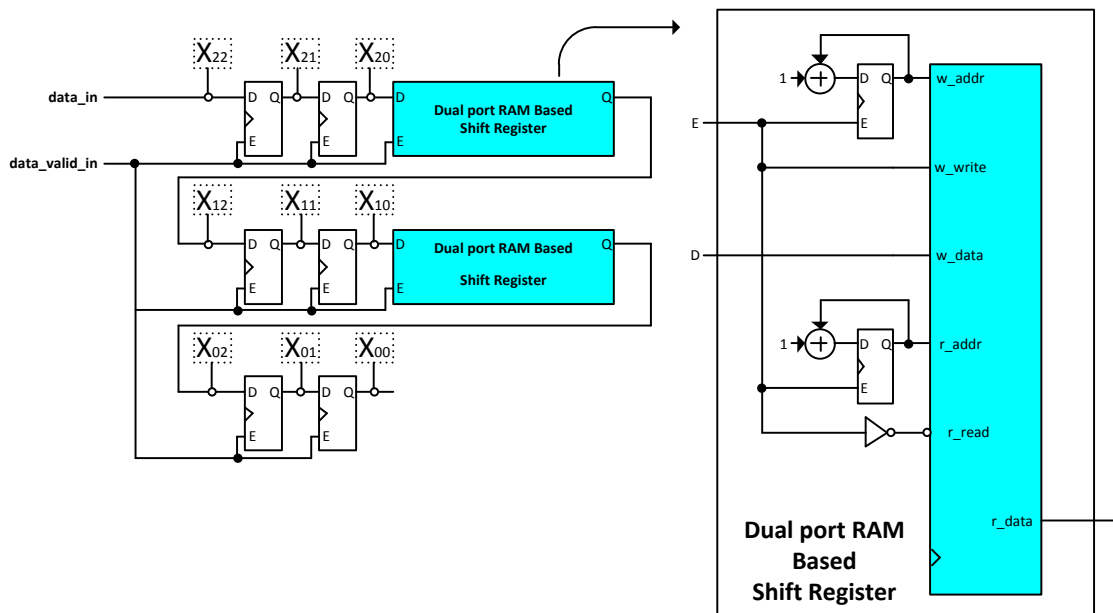 X22 X21 X20
data_in D Q D Q D Q
Dual port RAM Based
Shift Register
E E E
data_valid_in
X12 X11 X10
D Q D Q D Q
Dual port RAM Based
Shift Register
E E E
X02 X01 X00
D Q D Q
E E
1 + D Q w_addr
E E
w_write
D w_data
1 + D Q r_addr
E
r_read
r_data
Dual port RAM
Based
Shift Register